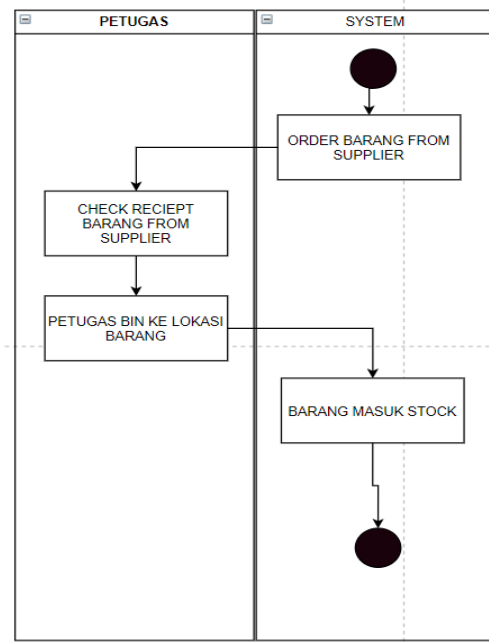 PETUGAS
SYSTEM
ORDER BARANG FROM
SUPPLIER
CHECK RECIEPT
BARANG FROM
SUPPLIER
PETUGAS BIN KE LOKASI
BARANG
BARANG MASUK STOCK